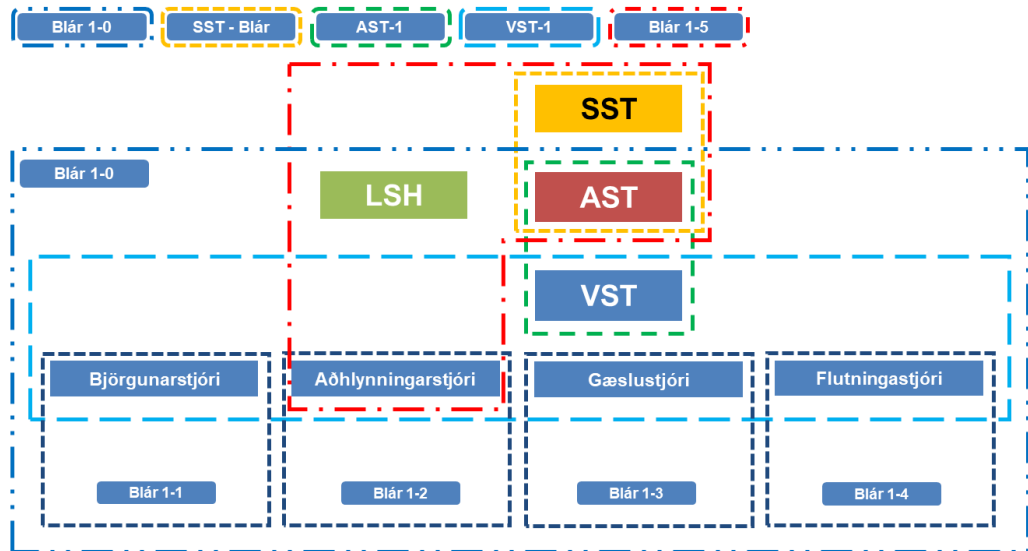 Blár 1-0
SST - Blár
AST-1
VST-1
Blár 1-5
SST
Blár 1-0
LSH
AST
VST
Björgunarstjóri
Aðhlynningarstjóri
Gæslustjóri
Flutningastjóri
Blár 1-1
Blár 1-2
Blár 1-3
Blár 1-4